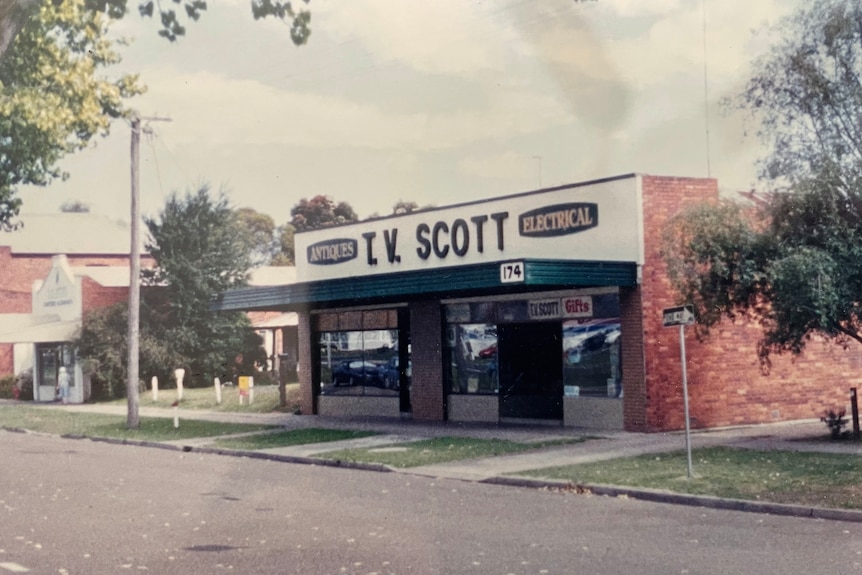 ANTIQUES
T.V. SCOTT
ELECTRICAL
174
T.V. SCOTT
Gifts